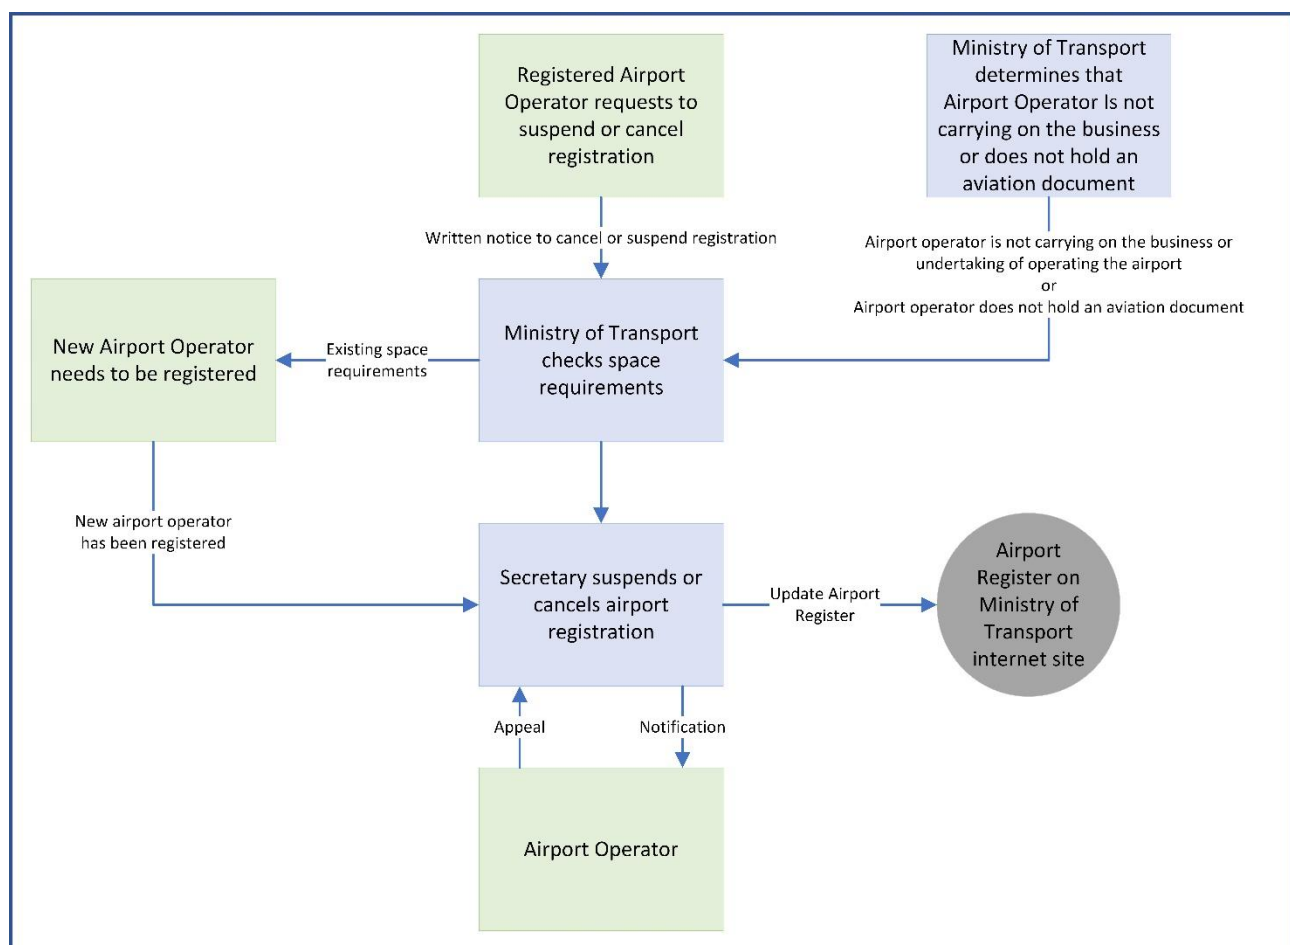 Registered Airport
Operator requests to
suspend or cancel
registration
Ministry of Transport
determines that
Airport Operator Is not
carrying on the business
or does not hold an
aviation document
Written notice to cancel or suspend registration
Airport operator is not carrying on the business or
undertaking of operating the airport
or
Airport operator does not hold an aviation document
New Airport Operator
needs to be registered
Existing space
requirements
Ministry of Transport
checks space
requirements
New airport operator
has been registered
Secretary suspends or
cancels airport
registration
Update Airport
Register
Airport
Register on
Ministry of
Transport
internet site
Appeal
Notification
Airport Operator